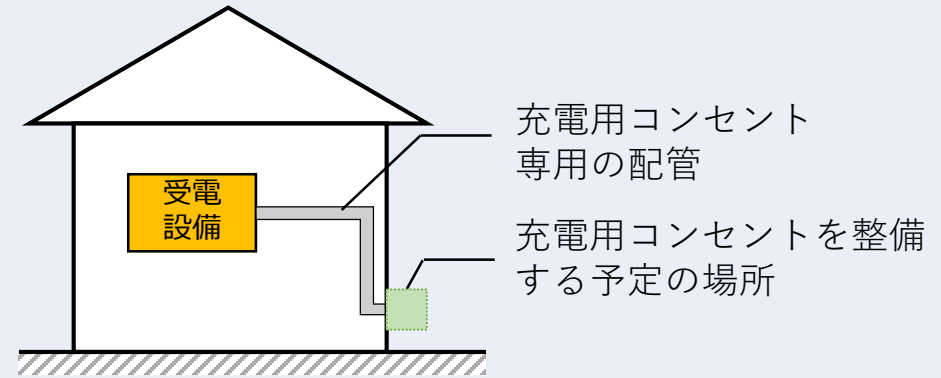 充電用コンセント
専用の配管
受電
設備
充電用コンセントを整備
する予定の場所